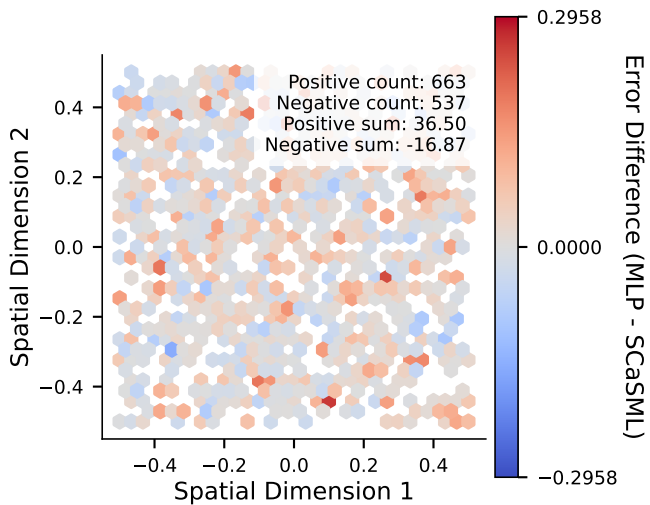 0.2958
Positive count: 663
Negative count: 537
Positive sum: 36.50
Negative sum: -16.87
0.4
0.2
0.0
−0.2
−0.4
Spatial Dimension 2
0.0000
Error Difference (MLP - SCaSML)
−0.4 −0.2 0.0 0.2 0.4
Spatial Dimension 1
−0.2958